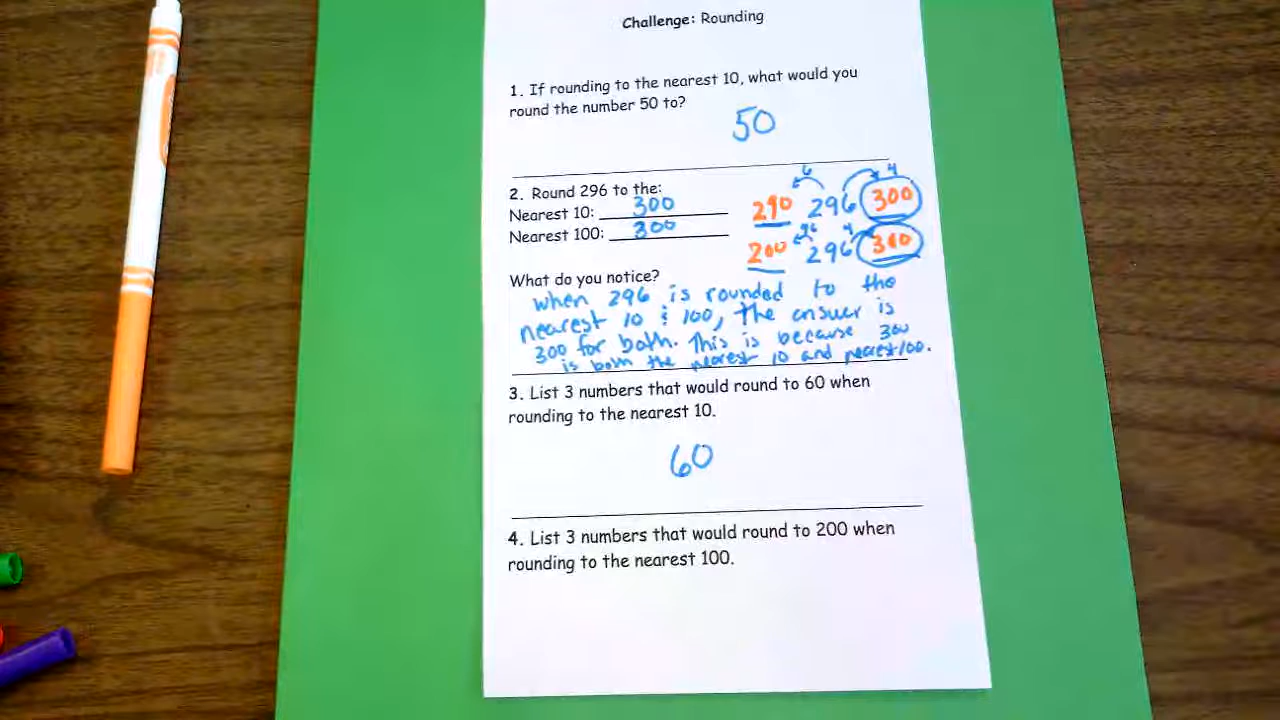 Challenge: Rounding
1. If rounding to the nearest 10, what would you
round the number 50 to?
50
2. Round 296 to the:
Nearest 10: 300
Nearest 100: 300
6 4
290 296 300
96 4
200 296 300
What do you notice?
when 296 is rounded to the
nearest 10 & 100, the answer is
300 for both. This is because 300
is both the nearest 10 and nearest 100.
3. List 3 numbers that would round to 60 when
rounding to the nearest 10.
60
4. List 3 numbers that would round to 200 when
rounding to the nearest 100.